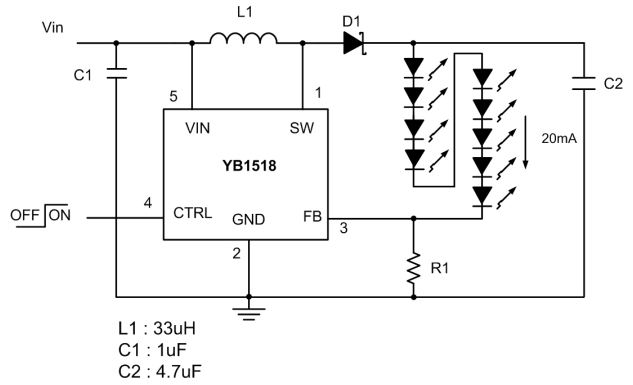 L1
Vin
D1
C1
C2
5
1
VIN
SW
20mA
YB1518
OFF ON
4
CTRL
GND
FB
3
2
R1
L1 : 33uH
C1 : 1uF
C2 : 4.7uF